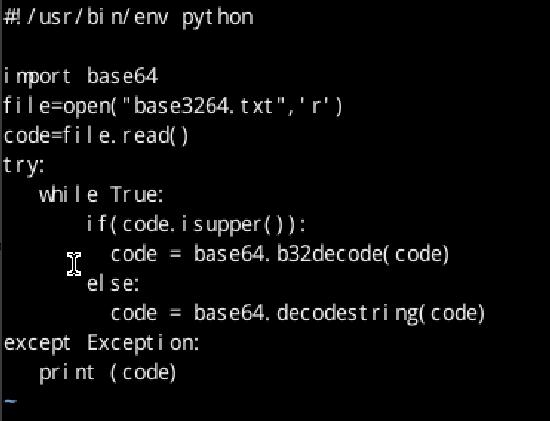 #!/usr/bin/env python

import base64
file=open("base3264.txt",'r')
code=file.read()
try:
   while True:
       if(code.isupper()):
         code = base64.b32decode(code)
       else:
         code = base64.decodestring(code)
except Exception:
   print (code)
~